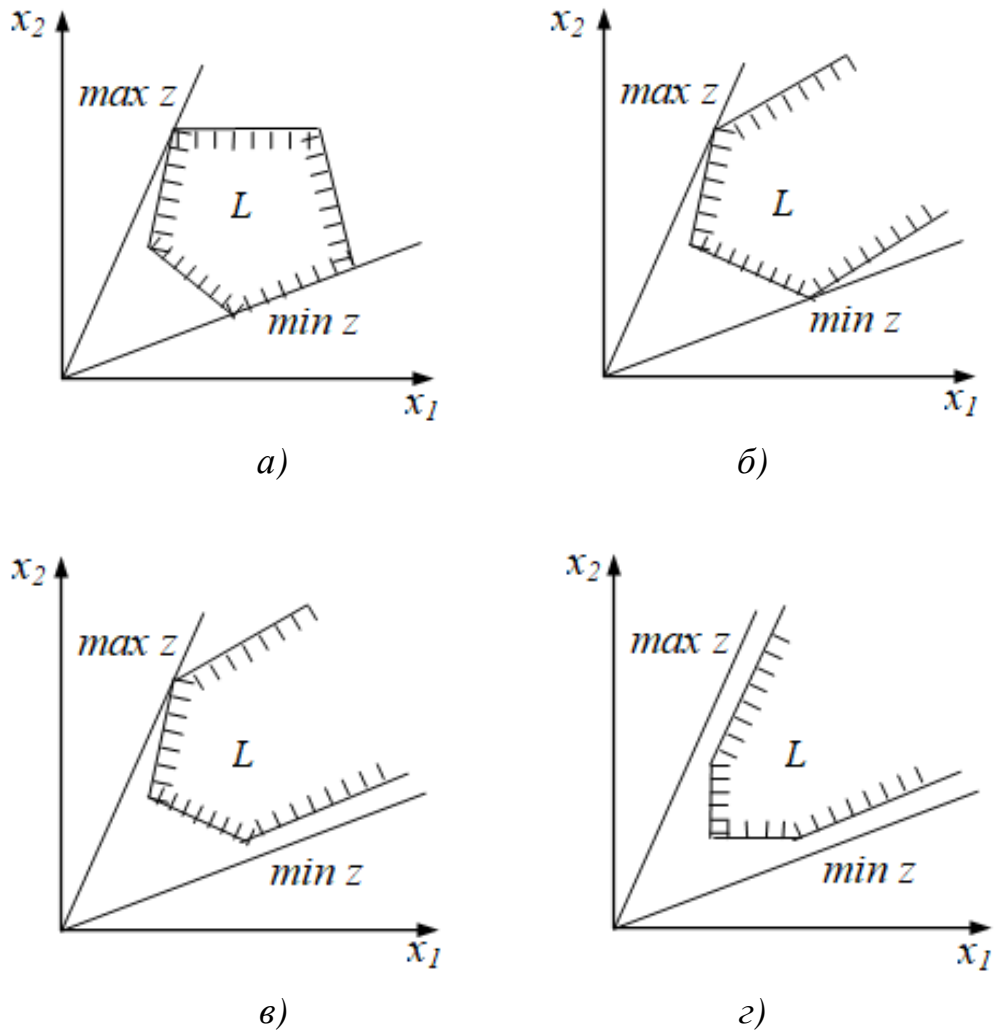 x₂
max z
L
min z
x₁
а)
x₂
max z
L
min z
x₁
б)
x₂
max z
L
min z
x₁
в)
x₂
max z
L
min z
x₁
г)